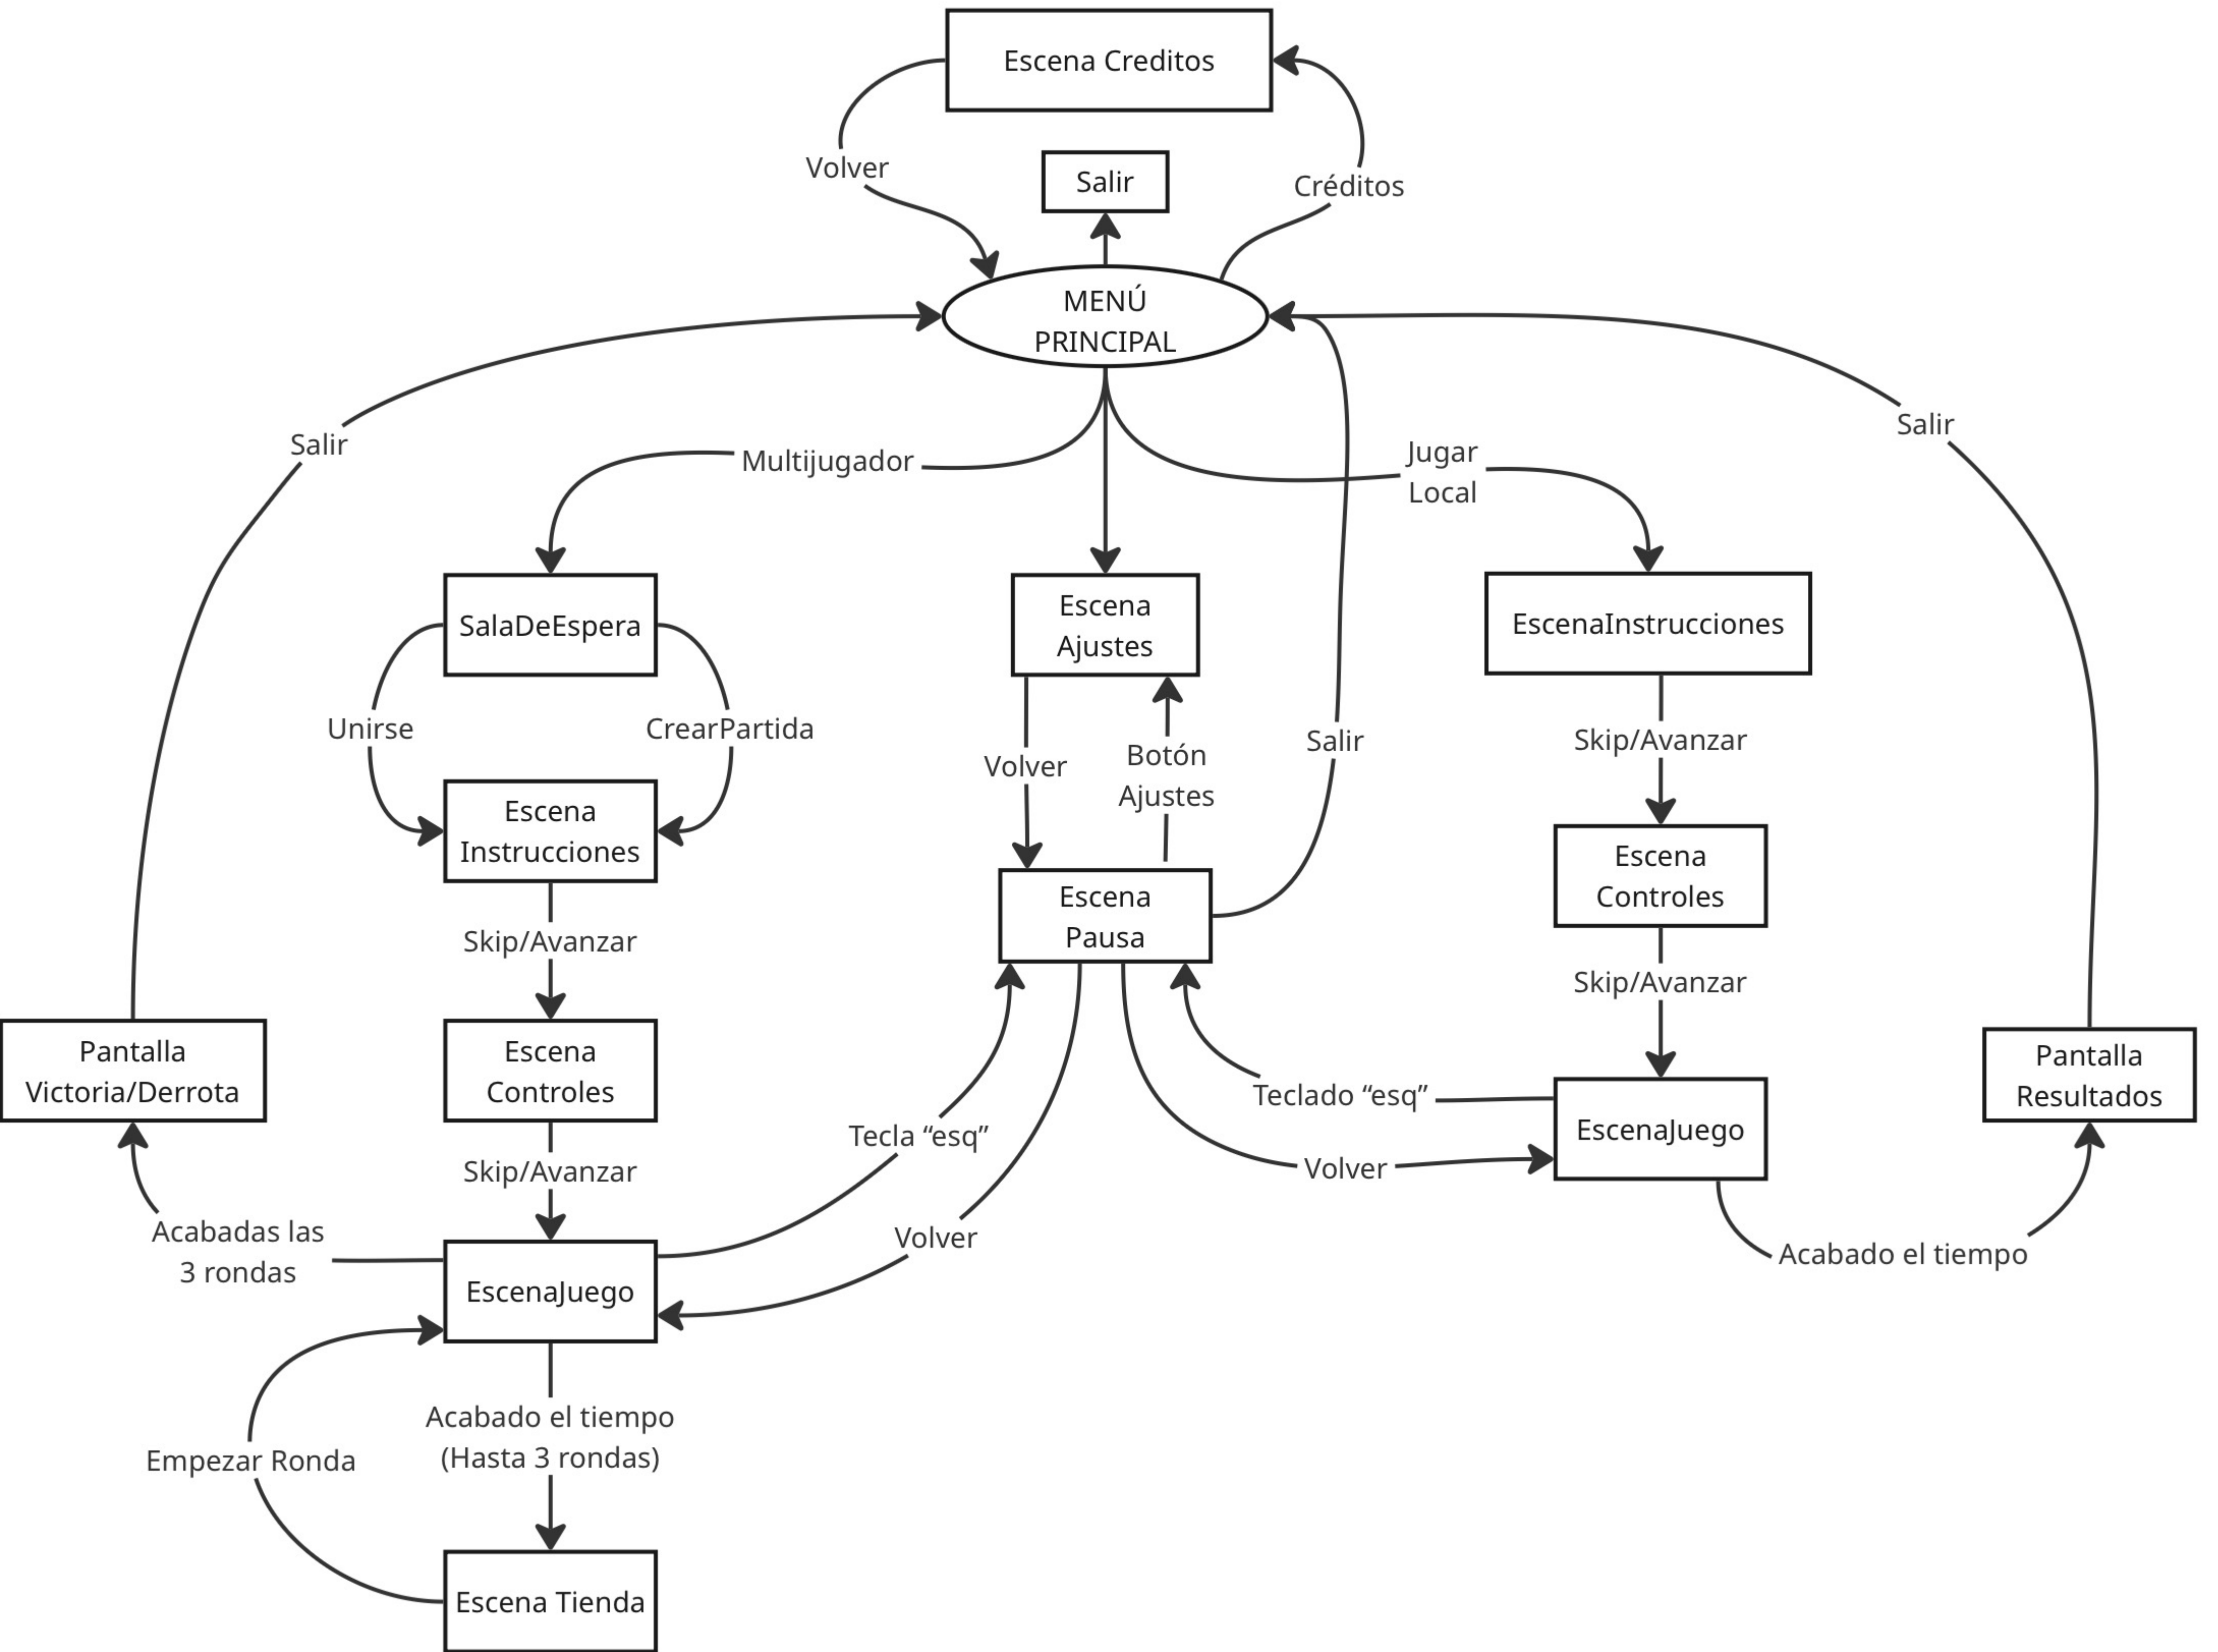 Escena Creditos
Volver
Salir
Créditos
MENÚ
PRINCIPAL
Salir
Multijugador
Jugar
Local
Salir
SalaDeEspera
Escena
Ajustes
EscenaInstrucciones
Unirse
CrearPartida
Volver
Botón
Ajustes
Salir
Skip/Avanzar
Escena
Instrucciones
Escena
Pausa
Escena
Controles
Skip/Avanzar
Skip/Avanzar
Pantalla
Victoria/Derrota
Escena
Controles
Tecla “esq”
Teclado “esq”
EscenaJuego
Pantalla
Resultados
Skip/Avanzar
Volver
Acabadas las
3 rondas
Volver
Acabado el tiempo
EscenaJuego
Acabado el tiempo
(Hasta 3 rondas)
Empezar Ronda
Escena Tienda